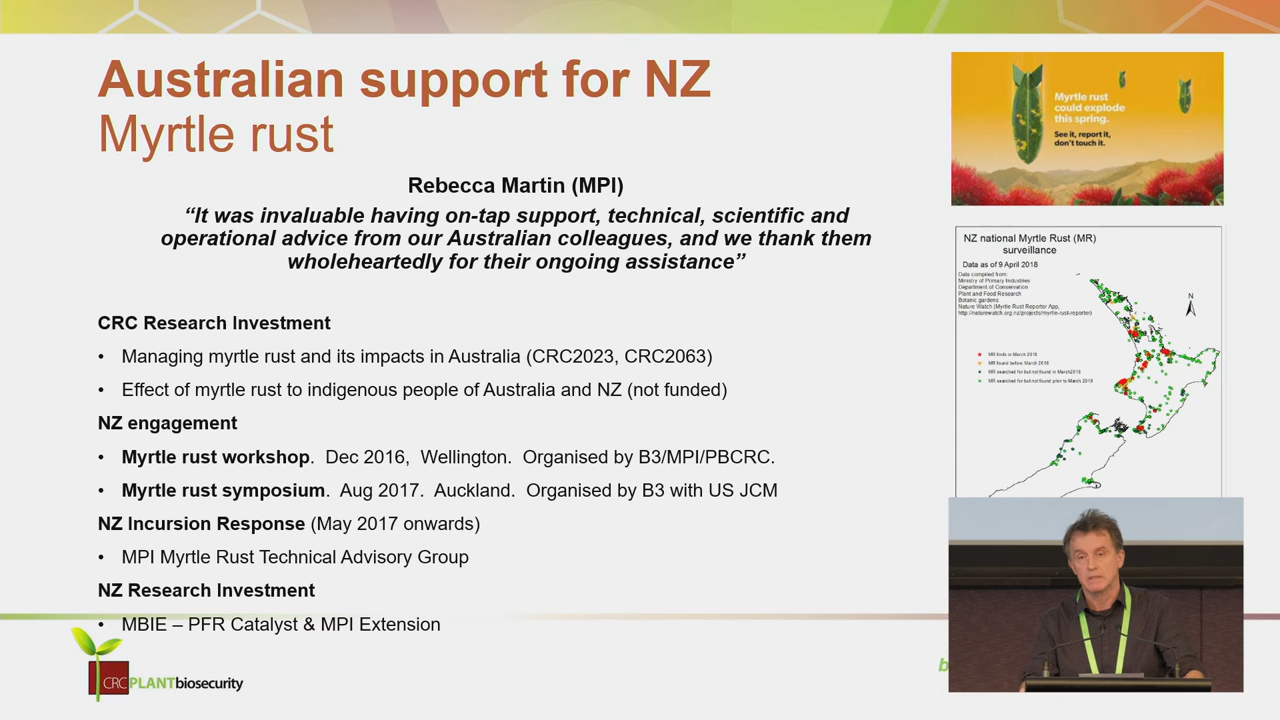 Australian support for NZ
Myrtle rust
Rebecca Martin (MPI)
“It was invaluable having on-tap support, technical, scientific and
operational advice from our Australian colleagues, and we thank them
wholeheartedly for their ongoing assistance”
CRC Research Investment
• Managing myrtle rust and its impacts in Australia (CRC2023, CRC2063)
• Effect of myrtle rust to indigenous people of Australia and NZ (not funded)
NZ engagement
• Myrtle rust workshop. Dec 2016, Wellington. Organised by B3/MPI/PBCRC.
• Myrtle rust symposium. Aug 2017. Auckland. Organised by B3 with US JCM
NZ Incursion Response (May 2017 onwards)
• MPI Myrtle Rust Technical Advisory Group
NZ Research Investment
• MBIE – PFR Catalyst & MPI Extension
CRCPLANTbiosecurity
Myrtle rust
could explode
this spring.
See it, report it,
don't touch it.
NZ national Myrtle Rust (MR)
surveillance
Data as of 9 April 2018
Data compiled from:
Ministry of Primary Industries
Department of Conservation
Plant and Food Research
Botanic gardens
Nature Watch (Myrtle Rust Reporter App,
http://naturewatch.org.nz/projects/myrtle-rust-reporter)
N
MR finds in March 2018
MR found before March 2018
MR searched for but not found in March2018
MR searched for but not found prior to March 2018
b